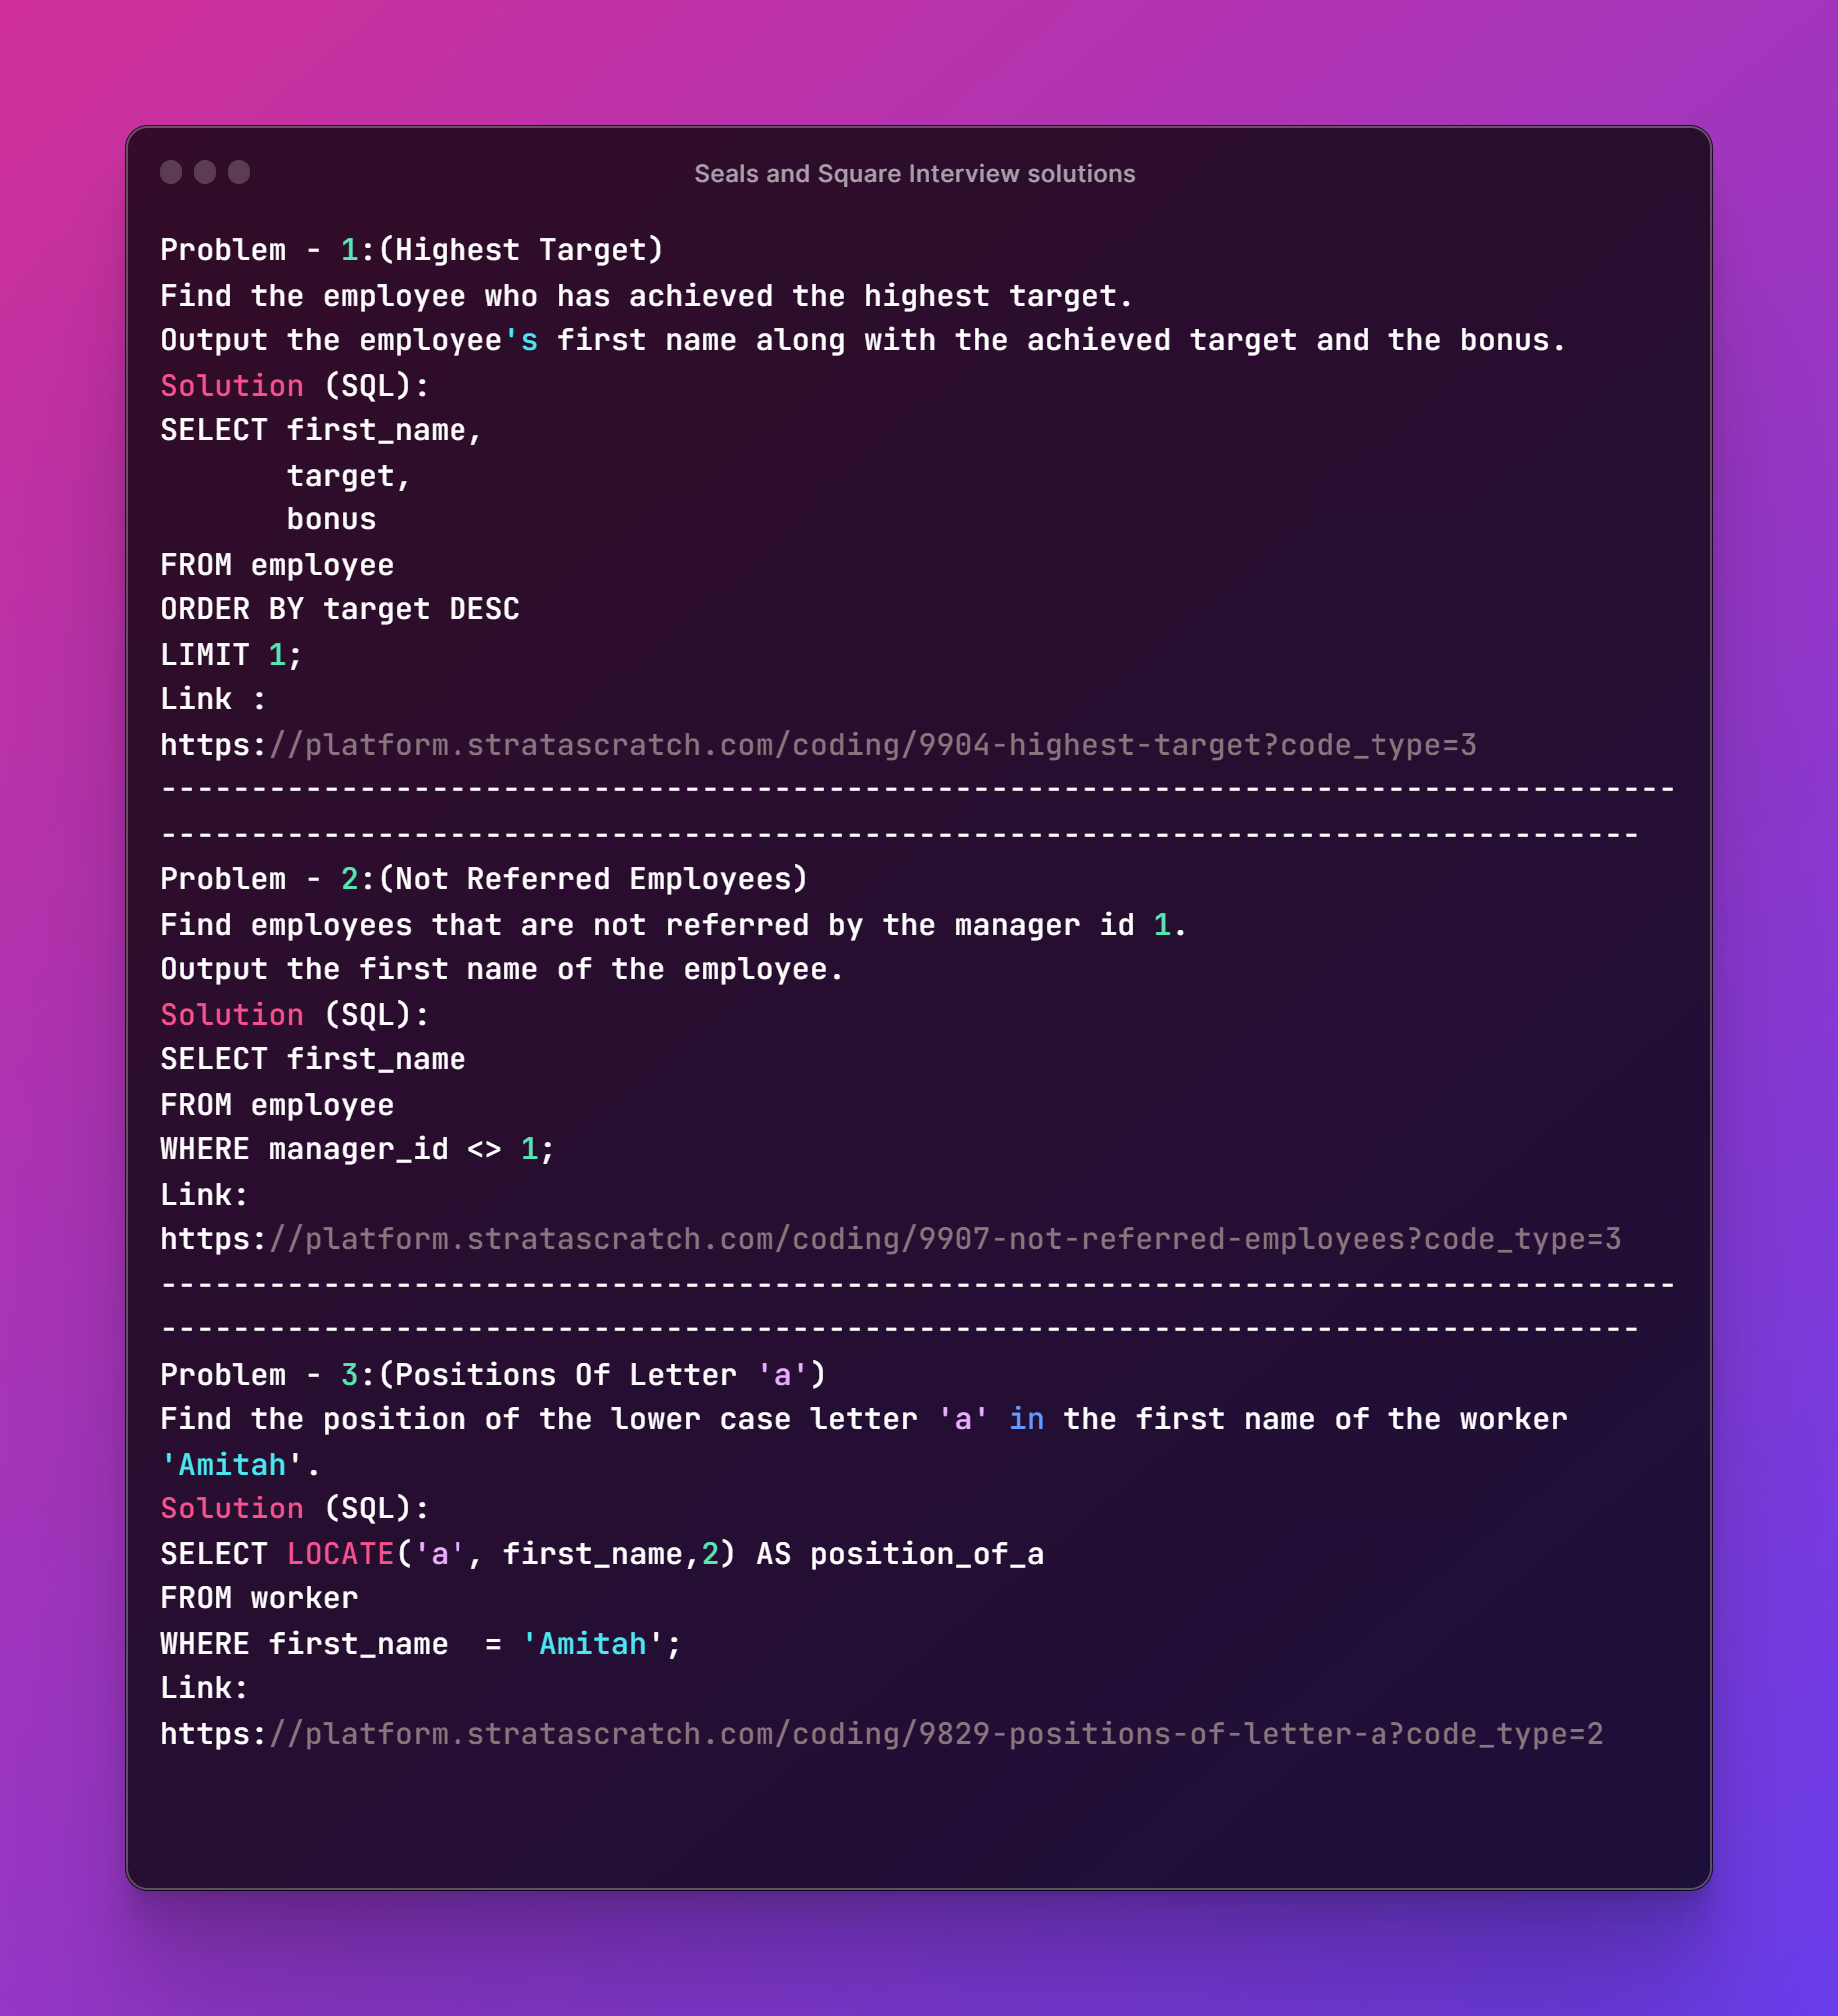 Seals and Square Interview solutions
Problem - 1:(Highest Target)
Find the employee who has achieved the highest target.
Output the employee's first name along with the achieved target and the bonus.
Solution (SQL):
SELECT first_name,
       target,
       bonus
FROM employee
ORDER BY target DESC
LIMIT 1;
Link :
https://platform.stratascratch.com/coding/9904-highest-target?code_type=3
------------------------------------------------------------------------------------
----------------------------------------------------------------------------------
Problem - 2:(Not Referred Employees)
Find employees that are not referred by the manager id 1.
Output the first name of the employee.
Solution (SQL):
SELECT first_name
FROM employee
WHERE manager_id <> 1;
Link:
https://platform.stratascratch.com/coding/9907-not-referred-employees?code_type=3
------------------------------------------------------------------------------------
----------------------------------------------------------------------------------
Problem - 3:(Positions Of Letter 'a')
Find the position of the lower case letter 'a' in the first name of the worker
'Amitah'.
Solution (SQL):
SELECT LOCATE('a', first_name,2) AS position_of_a
FROM worker
WHERE first_name  = 'Amitah';
Link:
https://platform.stratascratch.com/coding/9829-positions-of-letter-a?code_type=2